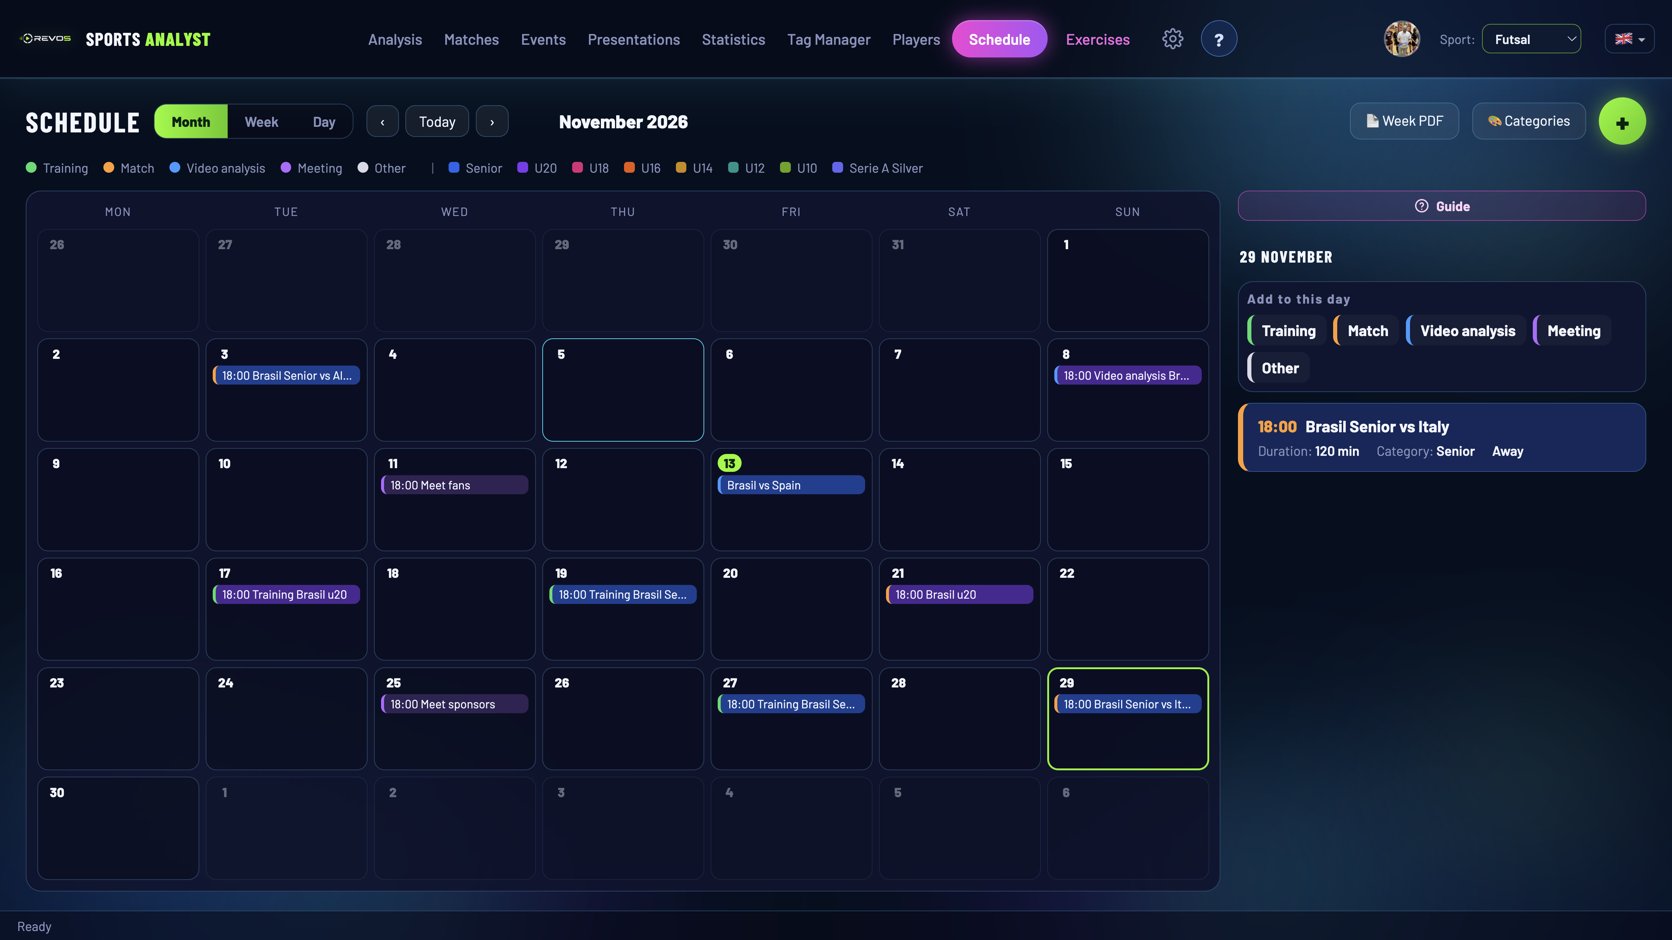 REVOS SPORTS ANALYST Analysis Matches Events Presentations Statistics Tag Manager Players Schedule Exercises ? Sport: Futsal
SCHEDULE Month Week Day ‹ Today › November 2026 Week PDF Categories +
Training Match Video analysis Meeting Other | Senior U20 U18 U16 U14 U12 U10 Serie A Silver
MON TUE WED THU FRI SAT SUN
26 27 28 29 30 31 1
2 3 4 5 6 7 8
18:00 Brasil Senior vs Al... 18:00 Video analysis Br...
9 10 11 12 13 14 15
18:00 Meet fans Brasil vs Spain
16 17 18 19 20 21 22
18:00 Training Brasil u20 18:00 Training Brasil Se... 18:00 Brasil u20
23 24 25 26 27 28 29
18:00 Meet sponsors 18:00 Training Brasil Se... 18:00 Brasil Senior vs It...
30 1 2 3 4 5 6
? Guide
29 NOVEMBER
Add to this day
Training Match Video analysis Meeting
Other
18:00 Brasil Senior vs Italy
Duration: 120 min Category: Senior Away
Ready